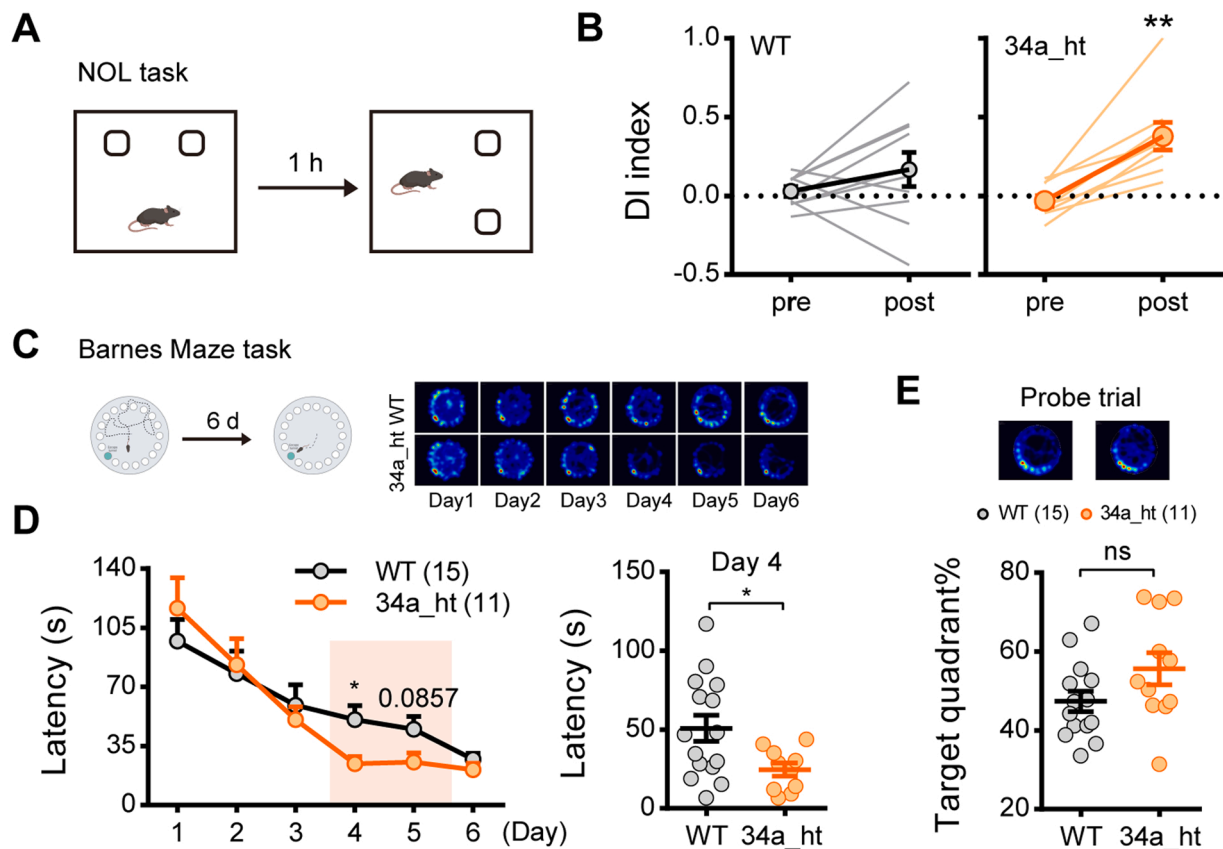 A
NOL task
1 h
B
WT
34a_ht
**
DI index
1.0
0.5
0.0
-0.5
pre
post
pre
post
C
Barnes Maze task
6 d
34a_ht WT
Day1
Day2
Day3
Day4
Day5
Day6
E
Probe trial
WT (15)
34a_ht (11)
D
Latency (s)
140
105
70
35
0
WT (15)
34a_ht (11)
*
0.0857
1
2
3
4
5
6
(Day)
Day 4
Latency (s)
150
100
50
0
*
WT
34a_ht
Target quadrant%
80
60
40
20
ns
WT
34a_ht